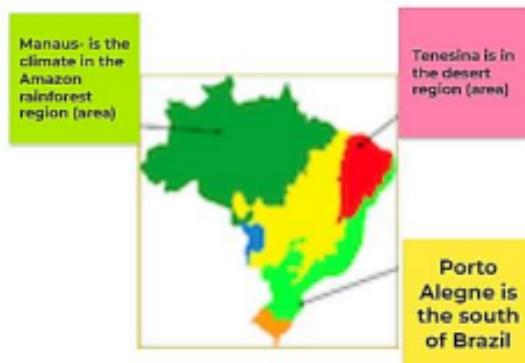 Manaus- is the
climate in the
Amazon
rainforest
region (area)
Tenesina is in
the desert
region (area)
Porto
Alegne is
the south
of Brazil